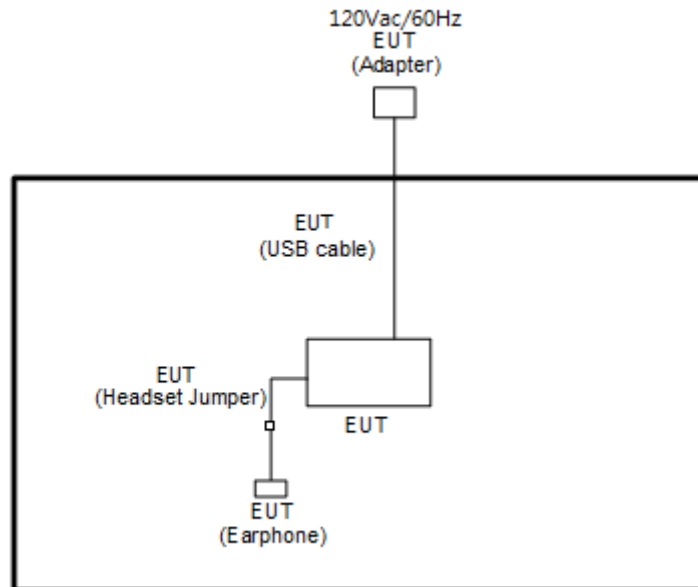 120Vac/60Hz
EUT
(Adapter)
EUT
(USB cable)
EUT
(Headset Jumper)
EUT
EUT
(Earphone)